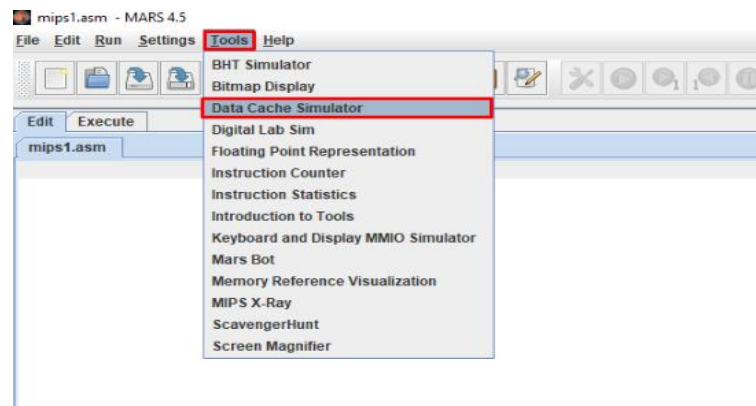 mips1.asm - MARS 4.5
File Edit Run Settings Tools Help
BHT Simulator
Bitmap Display
Data Cache Simulator
Edit Execute
Digital Lab Sim
mips1.asm
Floating Point Representation
Instruction Counter
Instruction Statistics
Introduction to Tools
Keyboard and Display MMIO Simulator
Mars Bot
Memory Reference Visualization
MIPS X-Ray
ScavengerHunt
Screen Magnifier